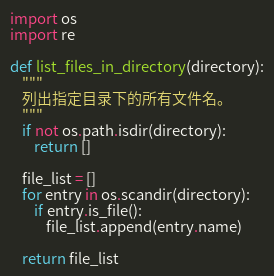 import os
import re

def list_files_in_directory(directory):
    """
    列出指定目录下的所有文件名。
    """
    if not os.path.isdir(directory):
        return []

    file_list = []
    for entry in os.scandir(directory):
        if entry.is_file():
            file_list.append(entry.name)

    return file_list